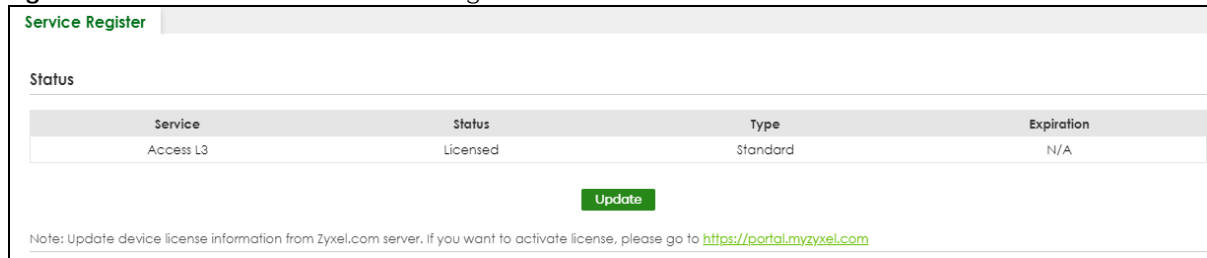 Service Register
Status
Service Status Type Expiration
Access L3 Licensed Standard N/A
Update
Note: Update device license information from Zyxel.com server. If you want to activate license, please go to https://portal.myzyxel.com